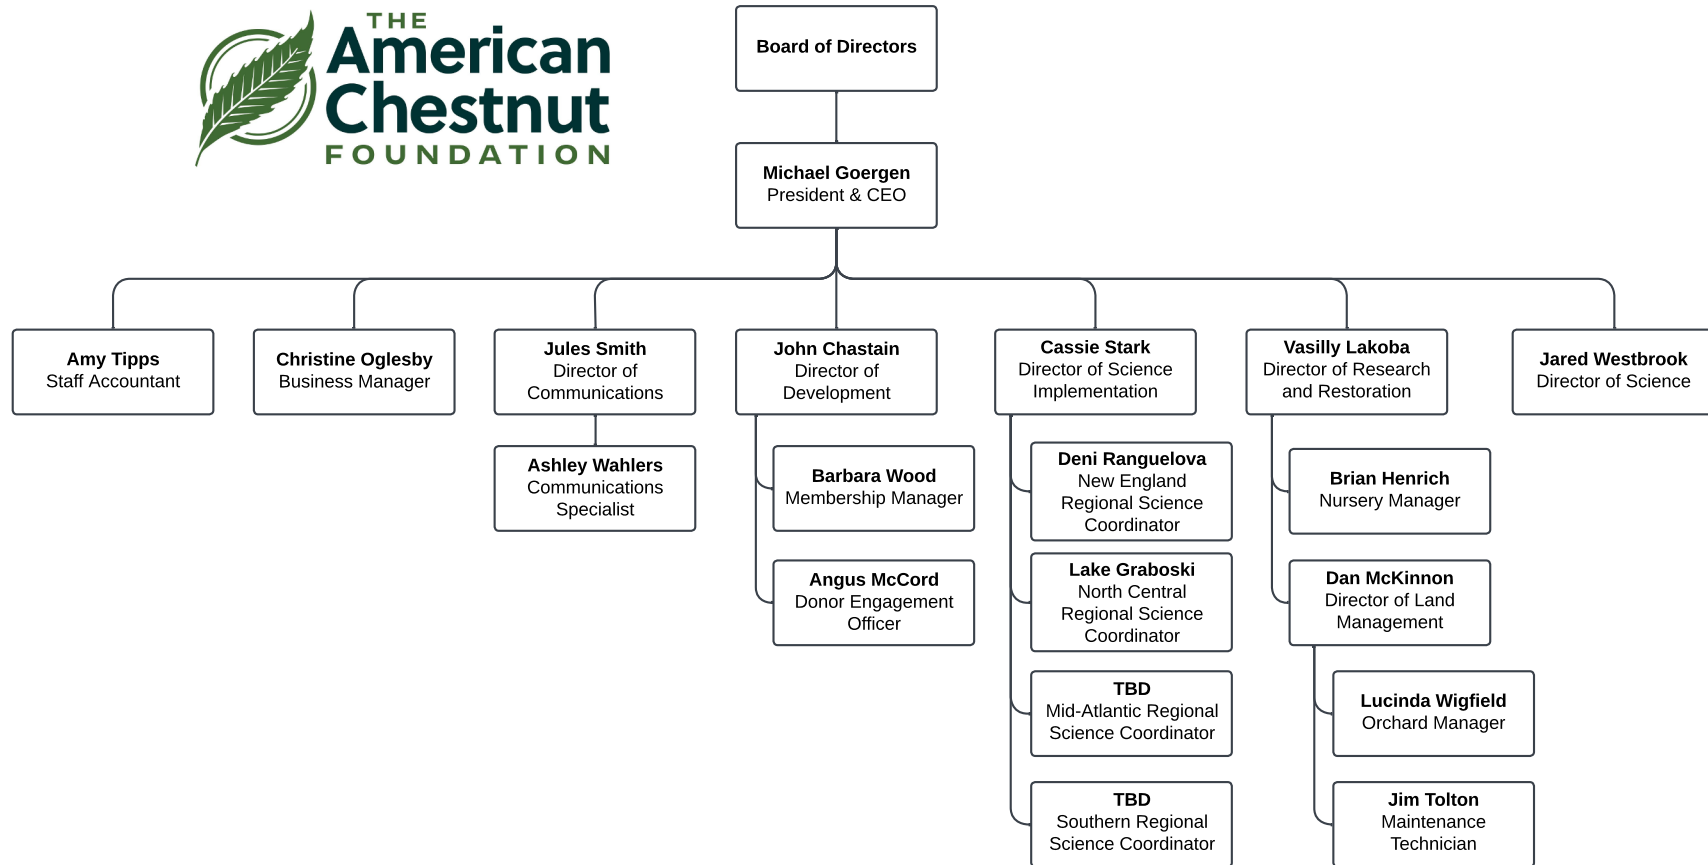 THE
American
Chestnut
FOUNDATION
Board of Directors
Michael Goergen
President & CEO
Amy Tipps
Staff Accountant
Christine Oglesby
Business Manager
Jules Smith
Director of
Communications
John Chastain
Director of
Development
Cassie Stark
Director of Science
Implementation
Vasilly Lakoba
Director of Research
and Restoration
Jared Westbrook
Director of Science
Ashley Wahlers
Communications
Specialist
Barbara Wood
Membership Manager
Angus McCord
Donor Engagement
Officer
Deni Ranguelova
New England
Regional Science
Coordinator
Lake Graboski
North Central
Regional Science
Coordinator
TBD
Mid-Atlantic Regional
Science Coordinator
TBD
Southern Regional
Science Coordinator
Brian Henrich
Nursery Manager
Dan McKinnon
Director of Land
Management
Lucinda Wigfield
Orchard Manager
Jim Tolton
Maintenance
Technician